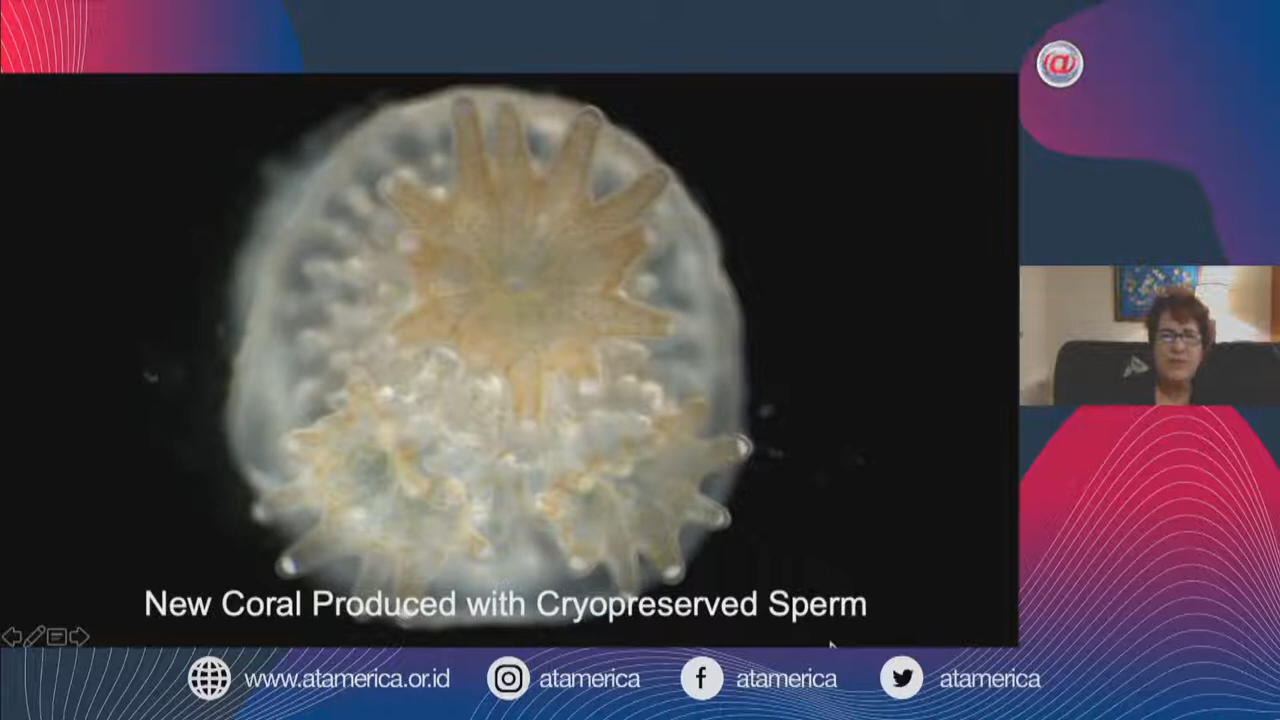 @
New Coral Produced with Cryopreserved Sperm
www.atamerica.or.id
atamerica
atamerica
atamerica